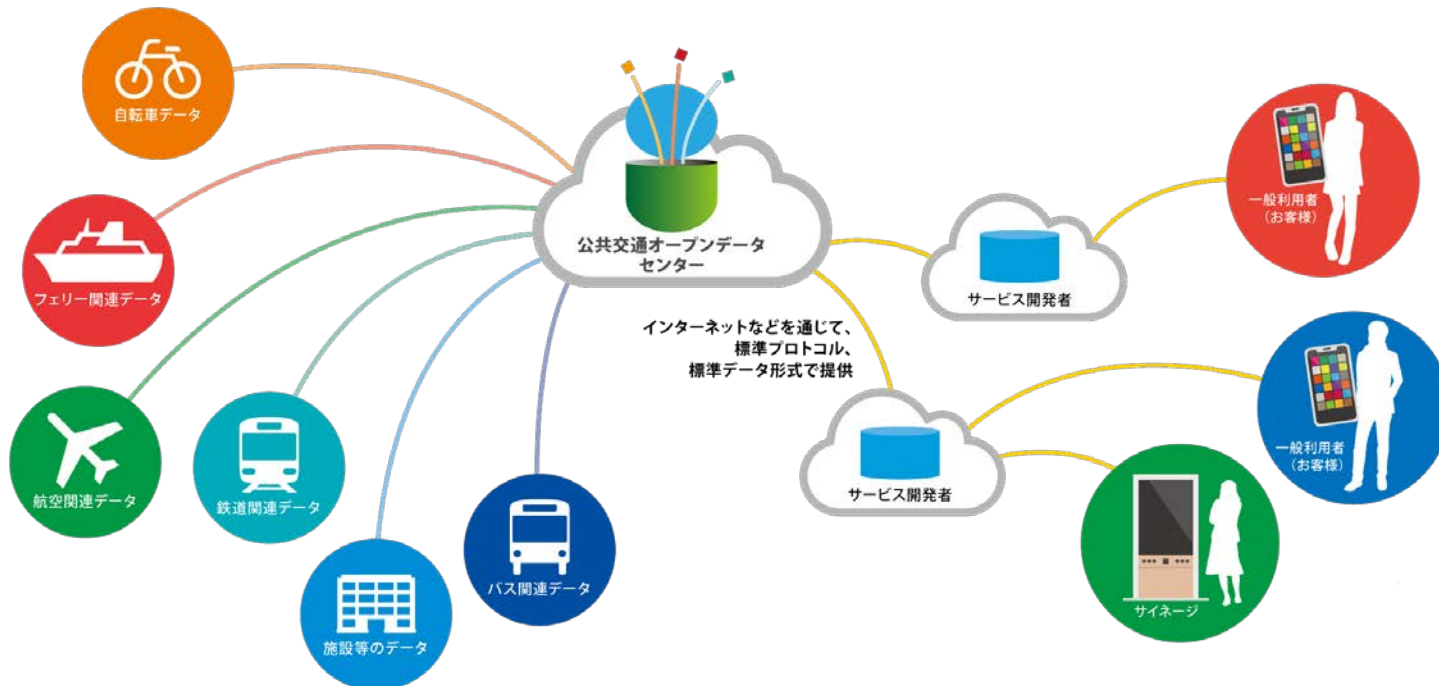 自転車データ
フェリー関連データ
航空関連データ
鉄道関連データ
施設等のデータ
バス関連データ
公共交通オープンデータ
センター
インターネットなどを通じて、
標準プロトコル、
標準データ形式で提供
サービス開発者
サービス開発者
一般利用者
（お客様）
一般利用者
（お客様）
サイネージ